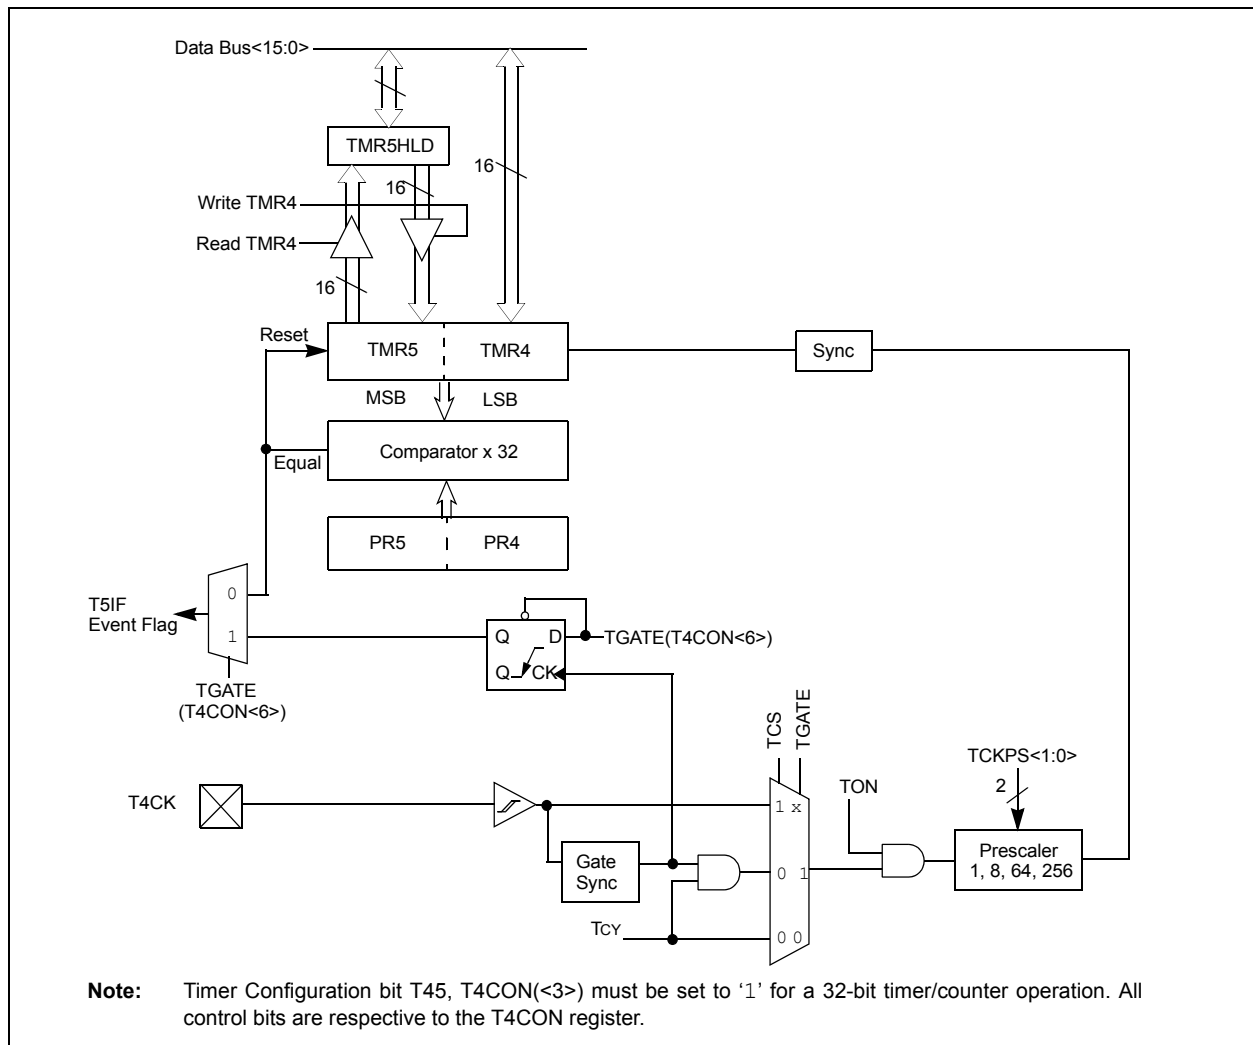 Data Bus<15:0>
TMR5HLD
16
16
Write TMR4
Read TMR4
16
Reset
TMR5
TMR4
Sync
MSB
LSB
Equal
Comparator x 32
PR5
PR4
0
1
T5IF
Event Flag
TGATE
(T4CON<6>)
Q
D
Q
CK
TGATE(T4CON<6>)
TCS
TGATE
TCKPS<1:0>
2
TON
T4CK
1 x
Gate
Sync
0 1
Prescaler
1, 8, 64, 256
TCY
0 0
Note: Timer Configuration bit T45, T4CON(<3>) must be set to ‘1’ for a 32-bit timer/counter operation. All
control bits are respective to the T4CON register.